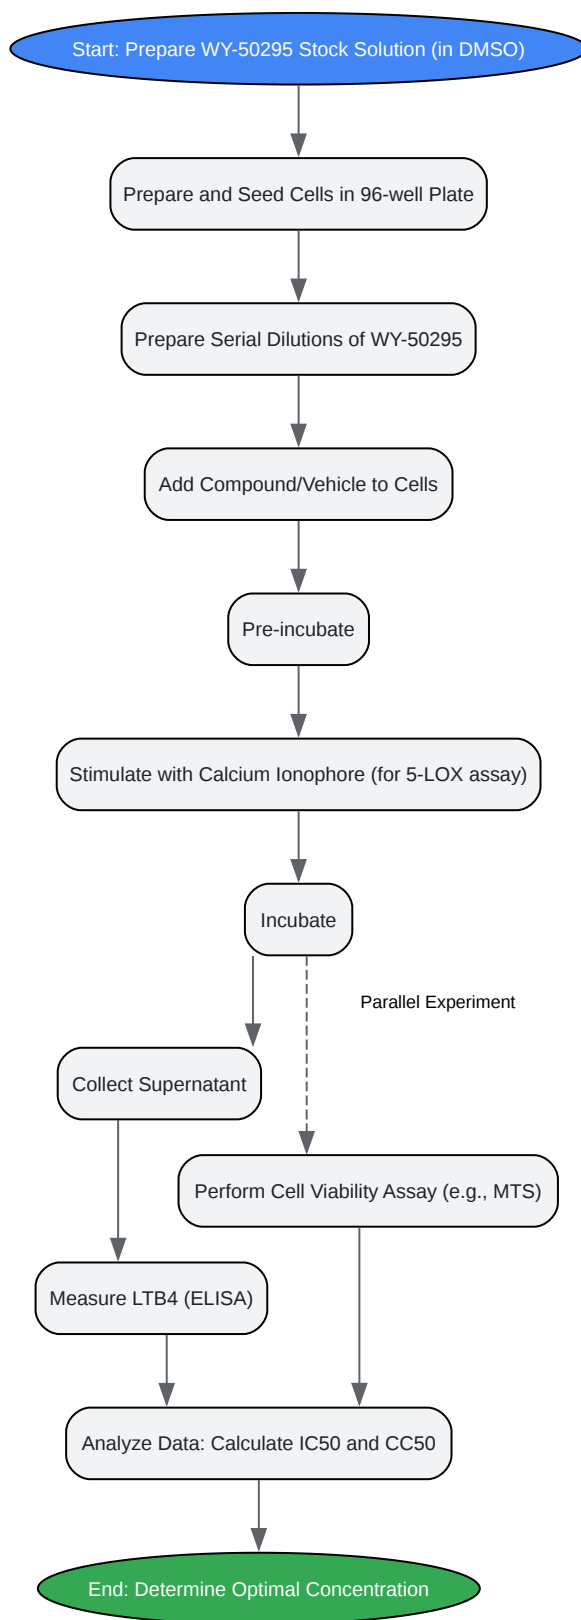 Start: Prepare WY-50295 Stock Solution (in DMSO)
Prepare and Seed Cells in 96-well Plate
Prepare Serial Dilutions of WY-50295
Add Compound/Vehicle to Cells
Pre-incubate
Stimulate with Calcium Ionophore (for 5-LOX assay)
Incubate
Parallel Experiment
Collect Supernatant
Perform Cell Viability Assay (e.g., MTS)
Measure LTB4 (ELISA)
Analyze Data: Calculate IC50 and CC50
End: Determine Optimal Concentration